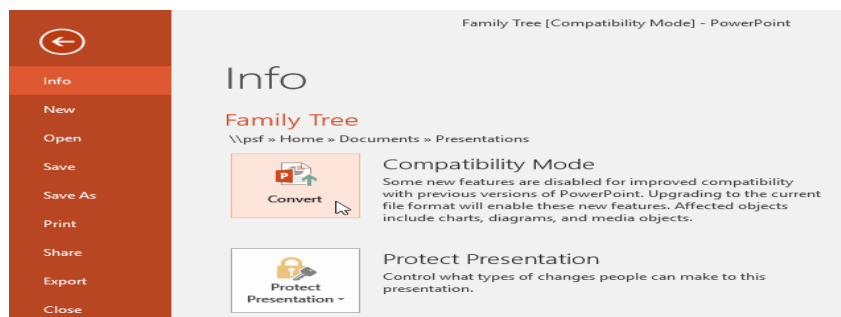 Family Tree [Compatibility Mode] - PowerPoint
Info
New
Open
Save
Save As
Print
Share
Export
Close
Info
Family Tree
\\psf » Home » Documents » Presentations
Convert
Compatibility Mode
Some new features are disabled for improved compatibility
with previous versions of PowerPoint. Upgrading to the current
file format will enable these new features. Affected objects
include charts, diagrams, and media objects.
Protect
Presentation
Protect Presentation
Control what types of changes people can make to this
presentation.